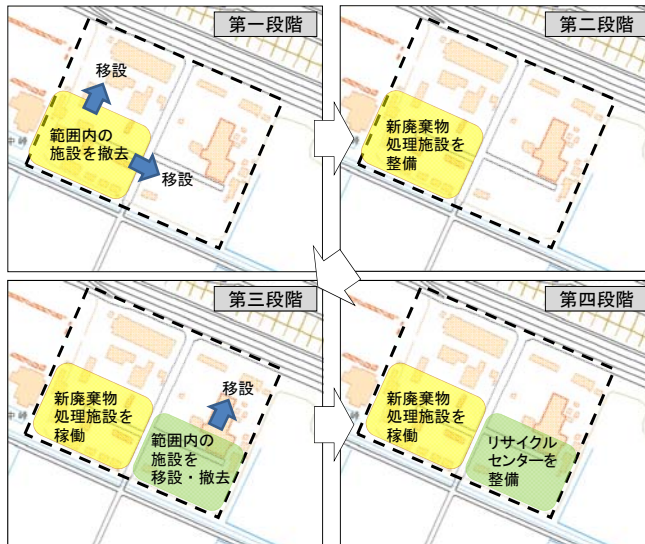 第一段階
移設
範囲内の
施設を撤去
移設
中峰
第二段階
新廃棄物
処理施設を
整備
第三段階
移設
新廃棄物
処理施設を
稼働
範囲内の
施設を
移設・撤去
第四段階
新廃棄物
処理施設を
稼働
リサイクル
センターを
整備